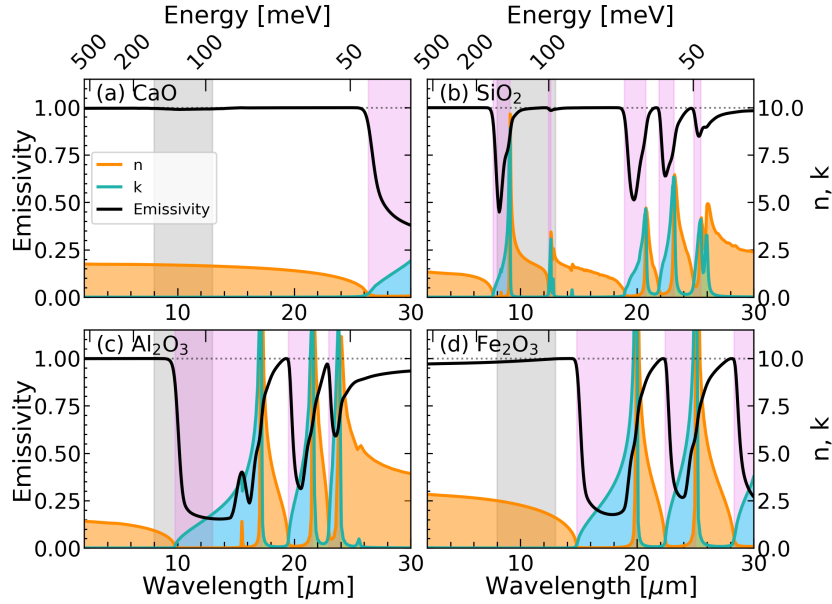 Energy [meV] Energy [meV]
500 200 100 50 500 200 100 50
(a) CaO (b) SiO₂
1.00 0.75 0.50 0.25 0.00
Emissivity
n
k
Emissivity
10.0 7.5 5.0 2.5 0.0
n, k
10 20 30 10 20 30
(c) Al₂O₃ (d) Fe₂O₃
1.00 0.75 0.50 0.25 0.00
Emissivity
10.0 7.5 5.0 2.5 0.0
n, k
10 20 30 10 20 30
Wavelength [μm] Wavelength [μm]